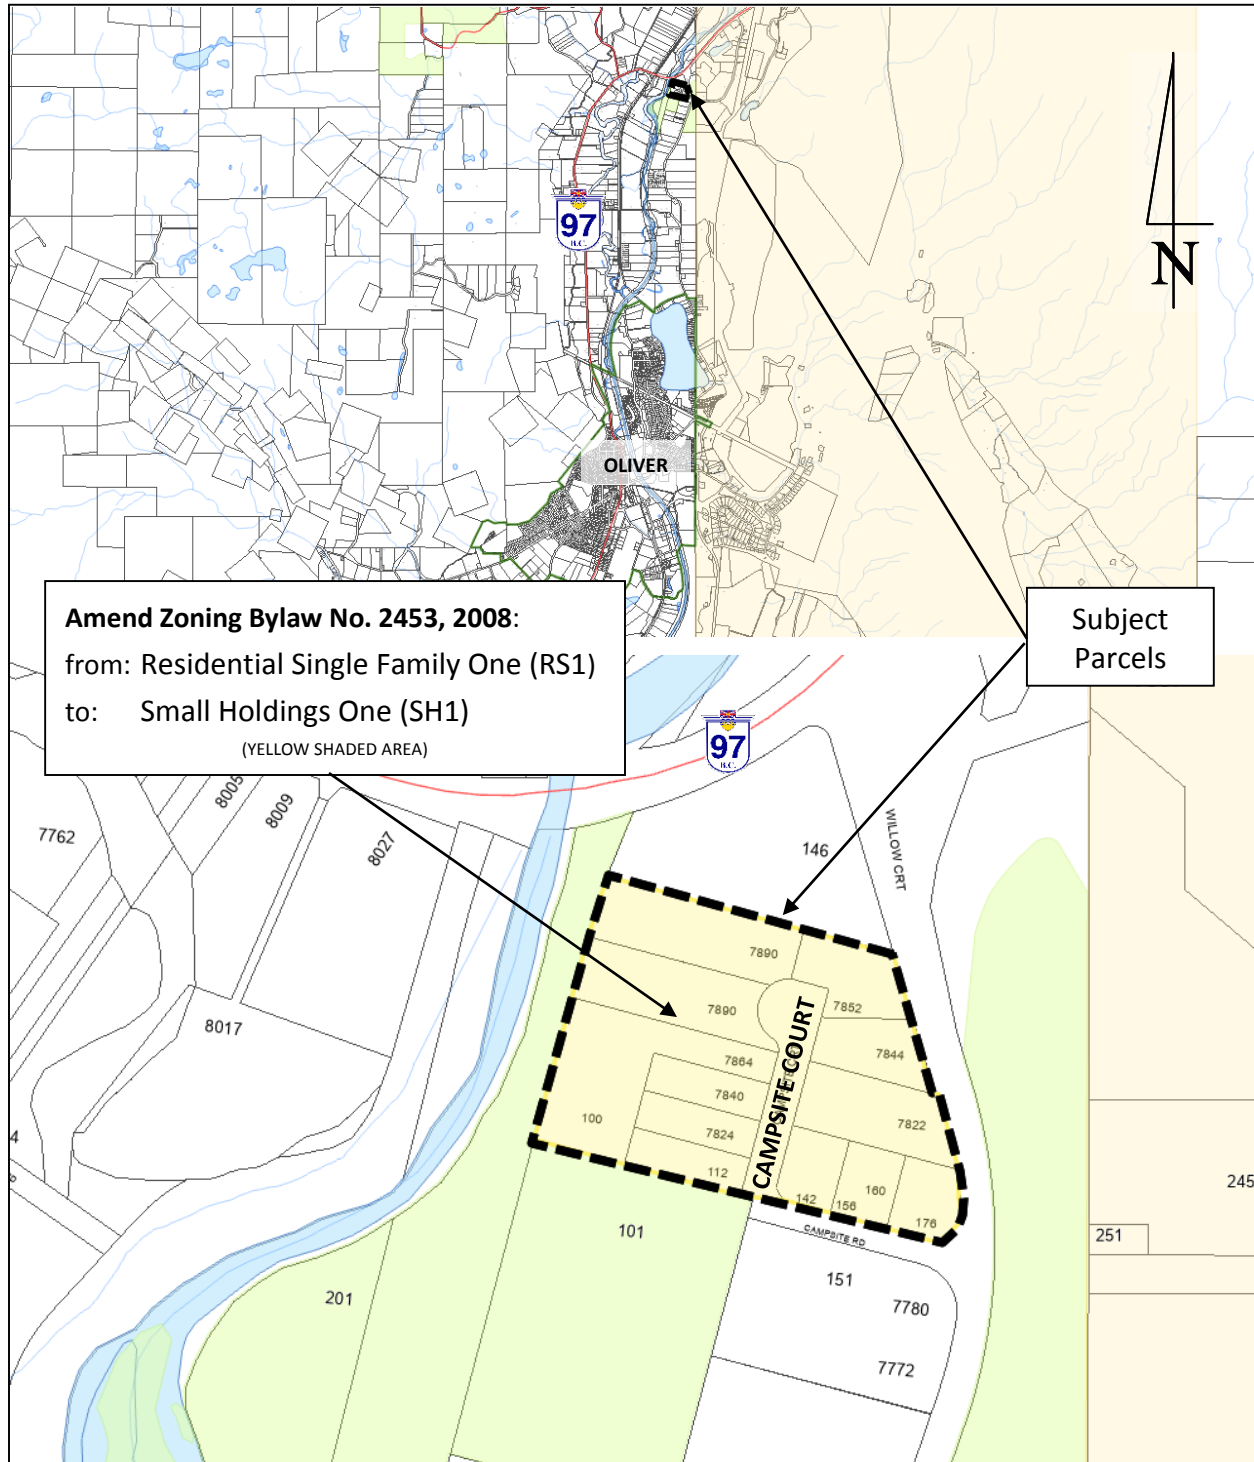 97
B.C.
N
OLIVER
Amend Zoning Bylaw No. 2453, 2008:
from: Residential Single Family One (RS1)
to: Small Holdings One (SH1)
(YELLOW SHADED AREA)
Subject
Parcels
97
B.C.
8005
8009
7762
8027
146
WILLOW CRT
7890
7890
7852
8017
7864
7844
7840
CAMPSITE COURT
100
7824
7822
112
142
156
160
176
CAMPSITE RD
4
101
245
251
151
201
7780
7772